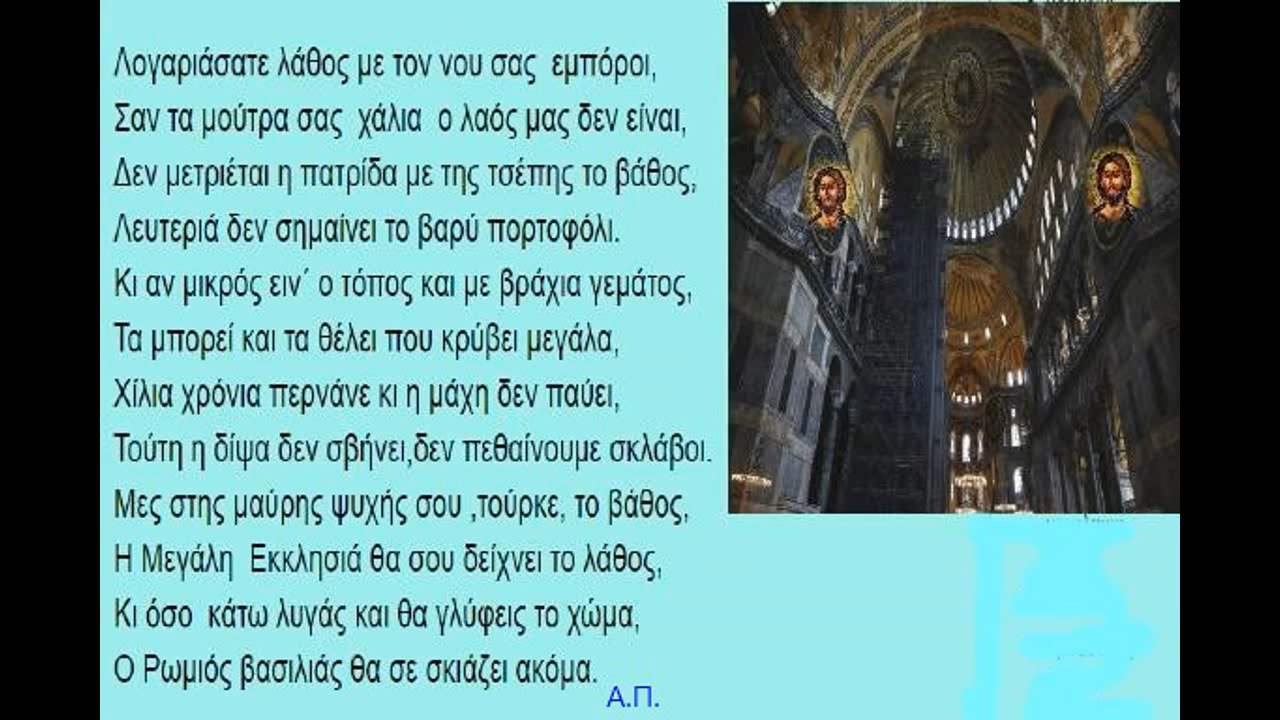 Λογαριάσατε λάθος με τον νου σας  εμπόροι,
Σαν τα μούτρα σας  χάλια  ο λαός μας δεν είναι,
Δεν μετριέται η πατρίδα με της τσέπης το βάθος,
Λευτεριά δεν σημαίνει το βαρύ πορτοφόλι.
Κι αν μικρός ειν΄ ο τόπος και με βράχια γεμάτος,
Τα μπορεί και τα θέλει που κρύβει μεγάλα,
Χίλια χρόνια περνάνε κι η μάχη δεν παύει,
Τούτη η δίψα δεν σβήνει,δεν πεθαίνουμε σκλάβοι.
Μες στης μαύρης ψυχής σου ,τούρκε, το βάθος,
Η Μεγάλη  Εκκλησιά θα σου δείχνει το λάθος,
Κι όσο  κάτω λυγάς και θα γλύφεις το χώμα,
Ο Ρωμιός βασιλιάς θα σε σκιάζει ακόμα.
Α.Π.